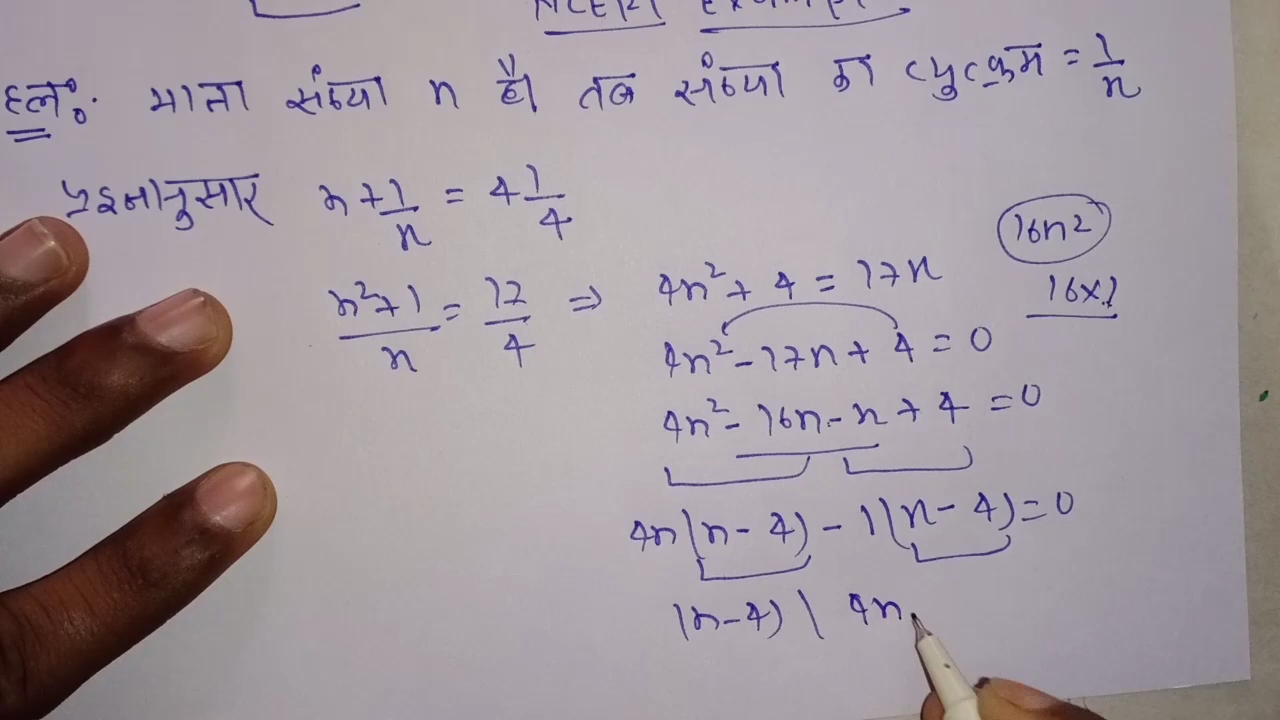 NCERT
हल:. माना संख्या n है। तब संख्या का व्युत्क्रम = 1/n
प्रश्नानुसार n + 1/n = 4 1/4
16n²
n²+1/n = 17/4 ⇒ 4n² + 4 = 17n
16×1
4n² - 17n + 4 = 0
4n² - 16n - n + 4 = 0
4n(n - 4) - 1(n - 4) = 0
(n-4) ( 4n